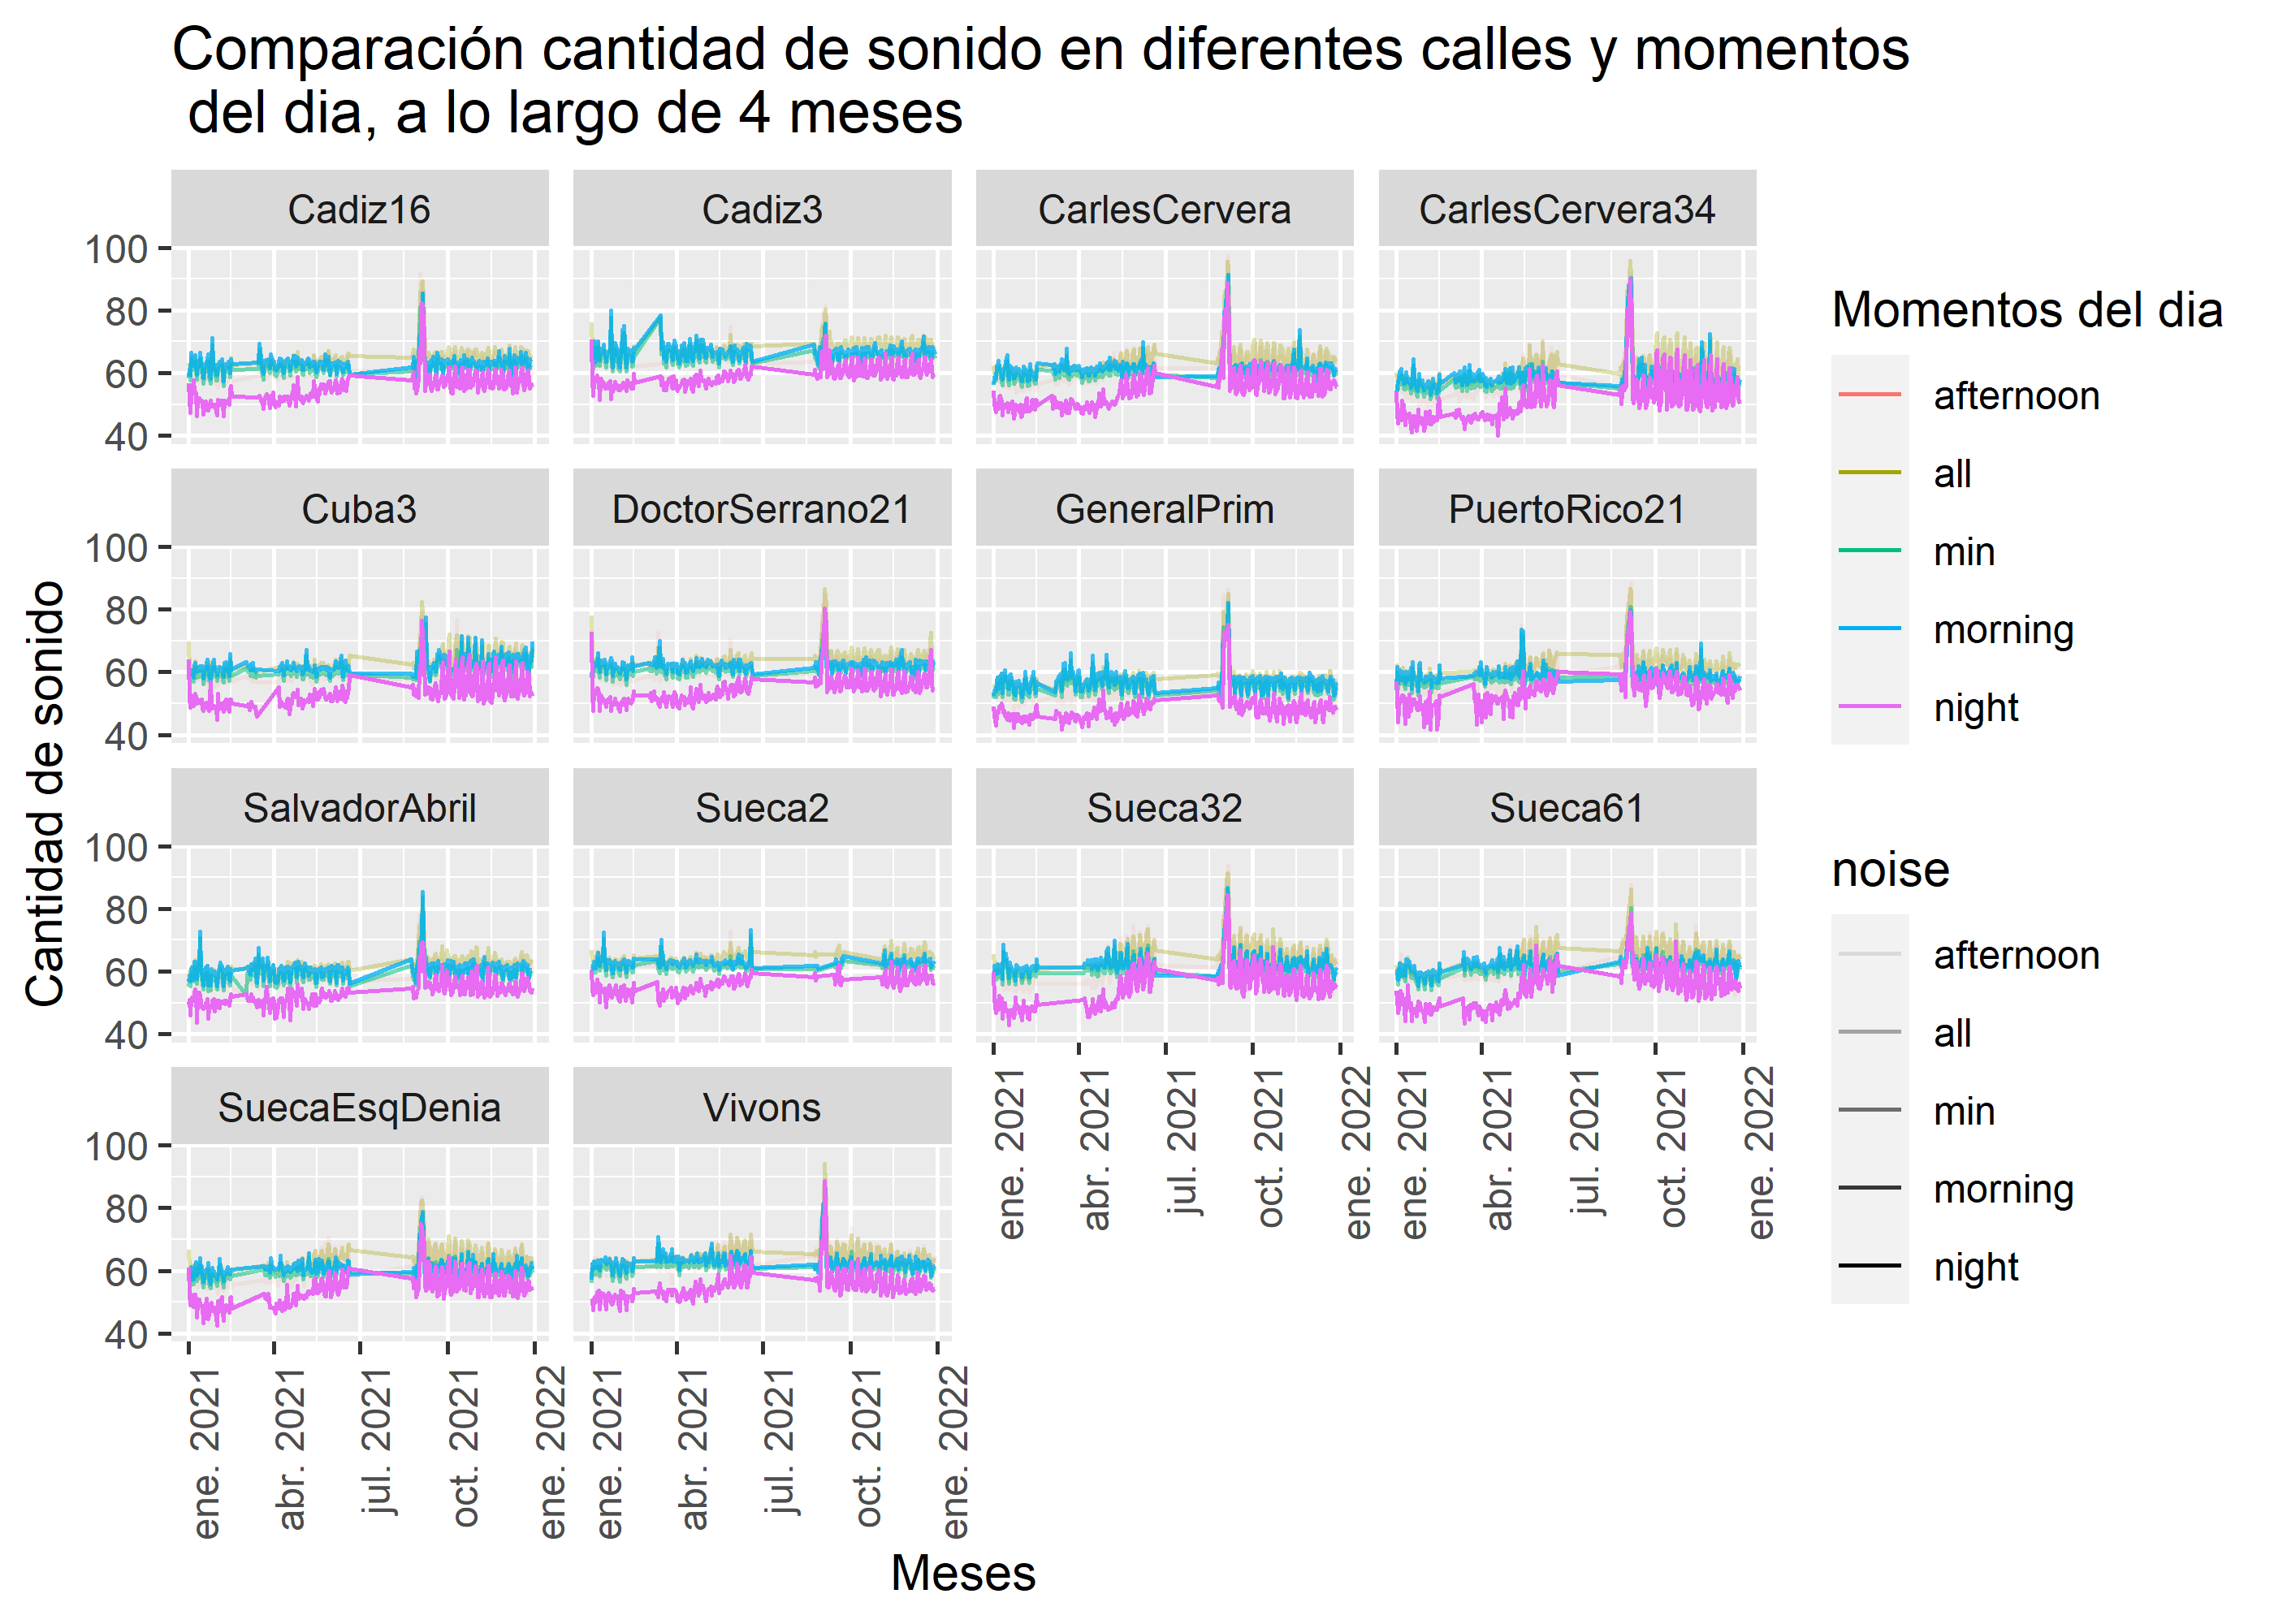 Comparación cantidad de sonido en diferentes calles y momentos
del dia, a lo largo de 4 meses
Cadiz16
Cadiz3
CarlesCervera
CarlesCervera34
100
80
60
40
Cuba3
DoctorSerrano21
GeneralPrim
PuertoRico21
100
80
60
40
SalvadorAbril
Sueca2
Sueca32
Sueca61
100
80
60
40
ene. 2021
abr. 2021
jul. 2021
oct. 2021
ene. 2022
ene. 2021
abr. 2021
jul. 2021
oct. 2021
ene. 2022
SuecaEsqDenia
Vivons
100
80
60
40
ene. 2021
abr. 2021
jul. 2021
oct. 2021
ene. 2022
ene. 2021
abr. 2021
jul. 2021
oct. 2021
ene. 2022
Cantidad de sonido
Meses
Momentos del dia
afternoon
all
min
morning
night
noise
afternoon
all
min
morning
night